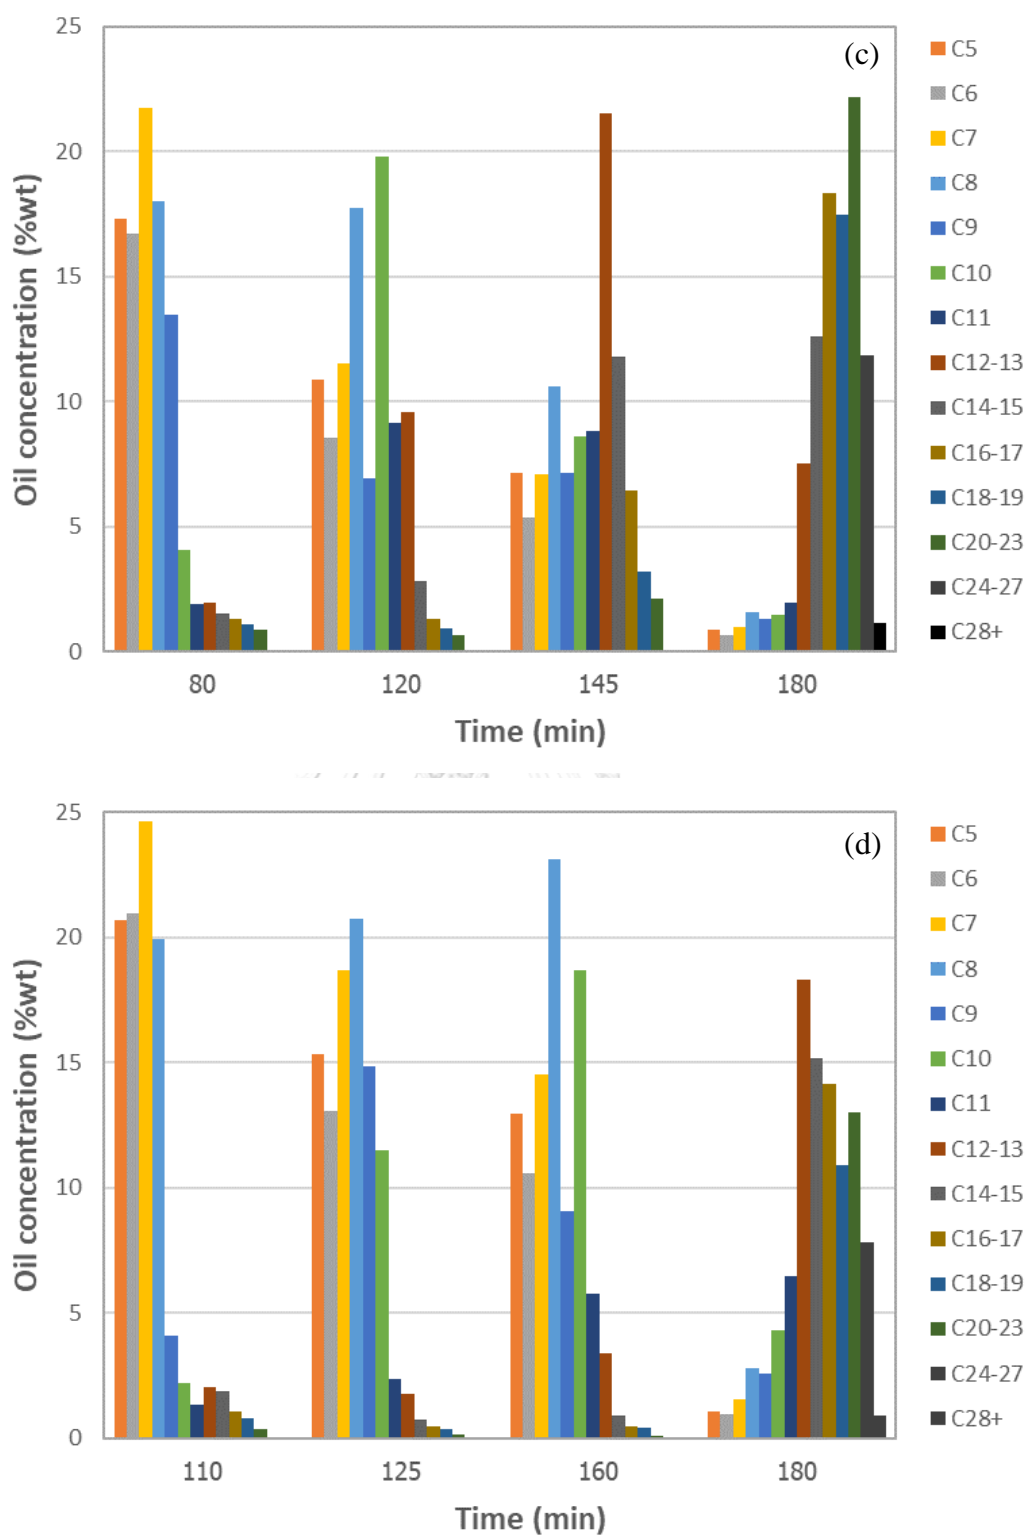 25
(c)
C5
C6
20
C7
C8
15
C9
C10
C11
10
C12-13
C14-15
C16-17
5
C18-19
C20-23
C24-27
0
C28+
Oil concentration (%wt)
80 120 145 180
Time (min)
25
(d)
C5
C6
20
C7
C8
15
C9
C10
C11
10
C12-13
C14-15
C16-17
5
C18-19
C20-23
C24-27
0
C28+
Oil concentration (%wt)
110 125 160 180
Time (min)